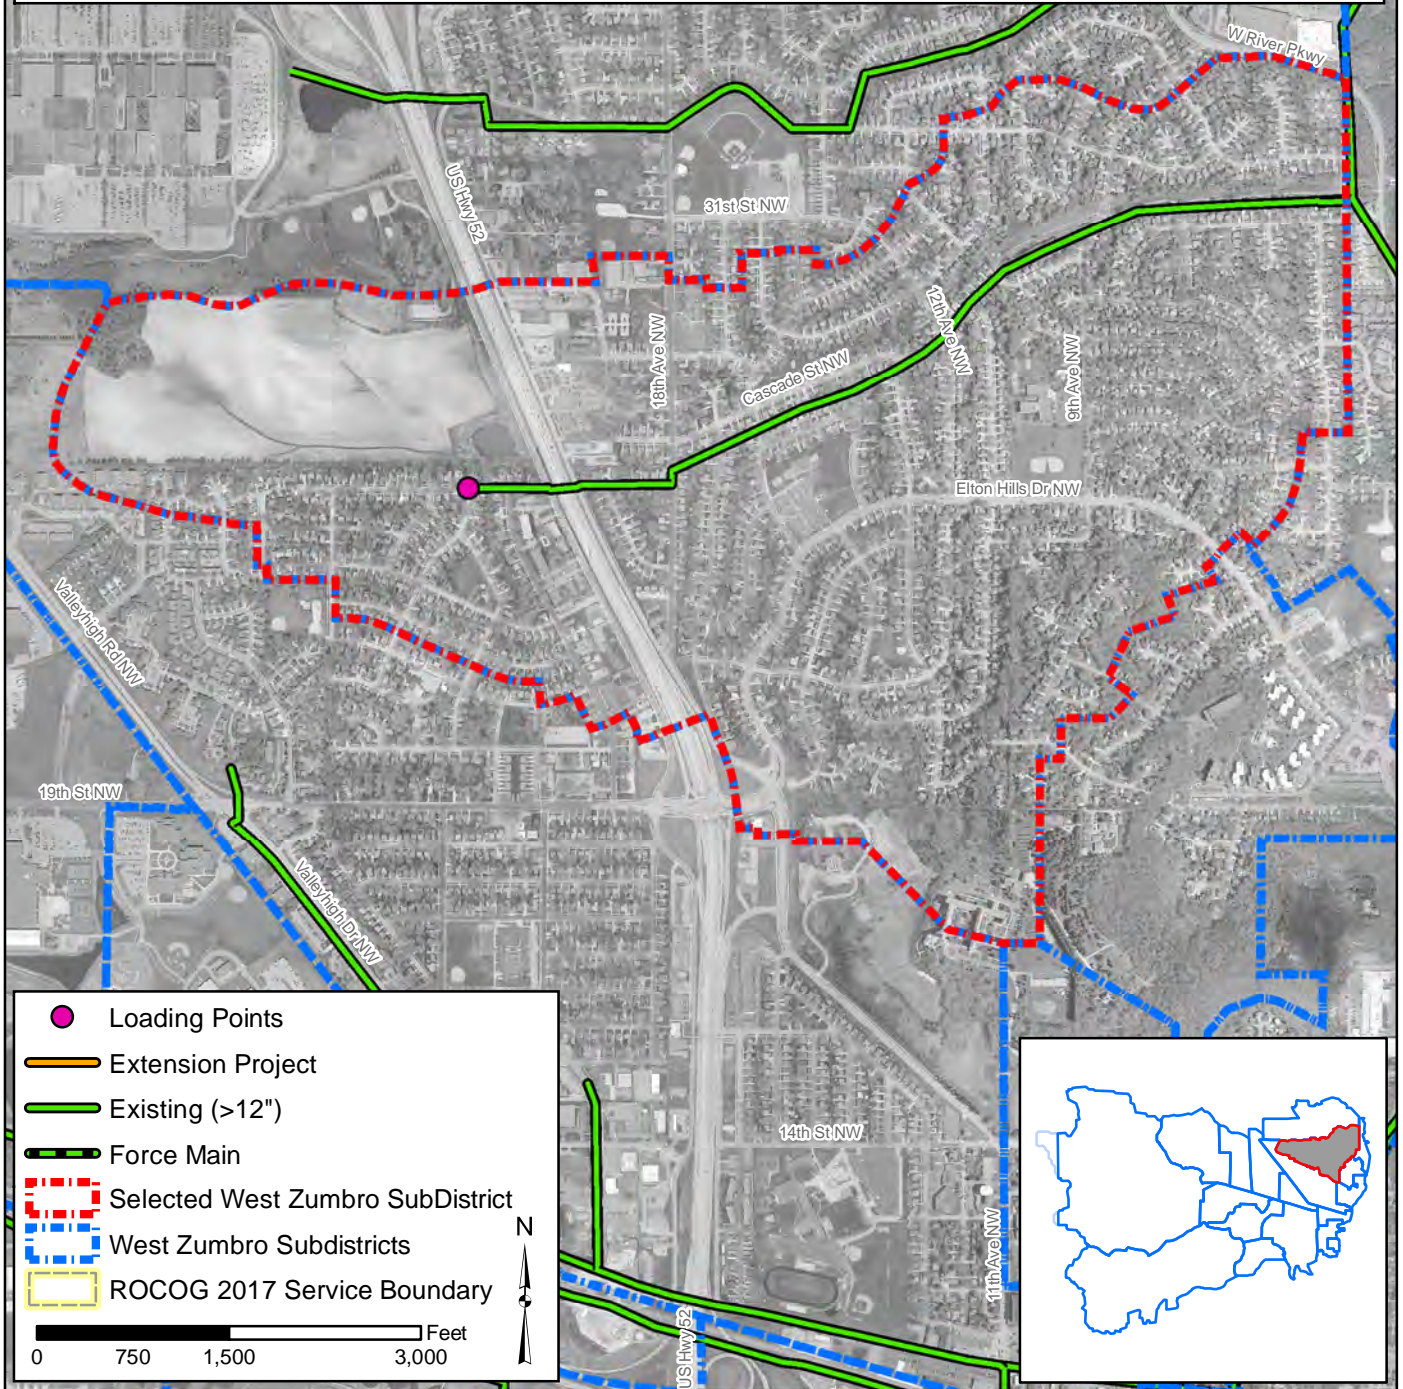 W River Pkwy
US Hwy 52
31st St NW
18th Ave NW
12th Ave NW
9th Ave NW
Cascade St NW
Elton Hills Dr NW
Valleyhigh Rd NW
19th St NW
Valleyhigh Dr NW
14th St NW
11th Ave NW
US Hwy 52
Loading Points
Extension Project
Existing (>12")
Force Main
Selected West Zumbro SubDistrict
West Zumbro Subdistricts
ROCOG 2017 Service Boundary
N
Feet
0 750 1,500 3,000